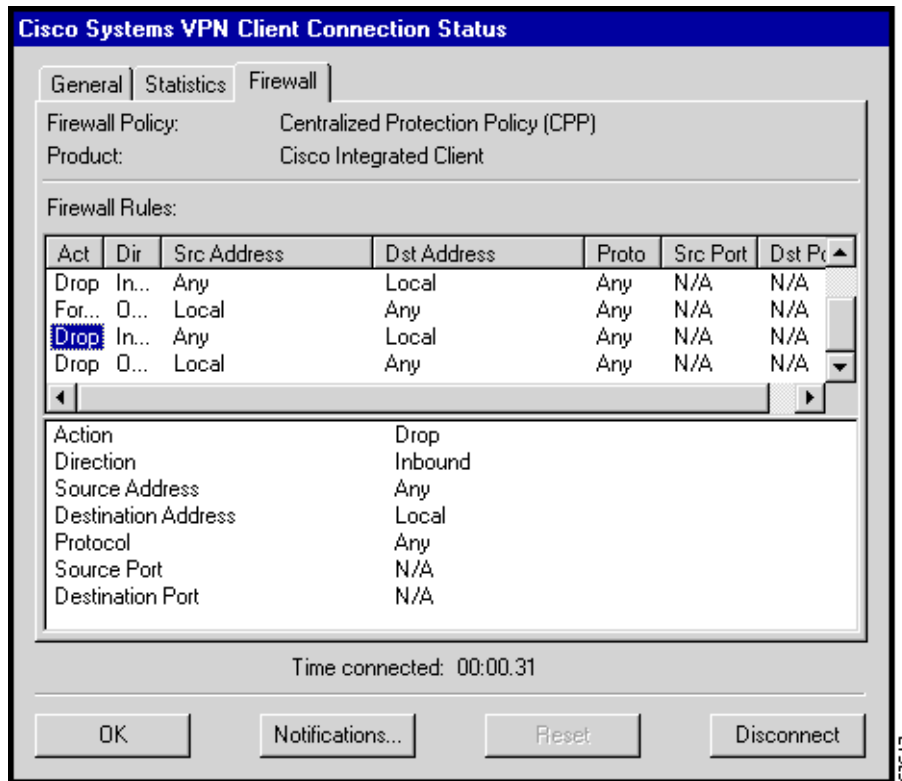 Cisco Systems VPN Client Connection Status
General Statistics Firewall
Firewall Policy: Centralized Protection Policy (CPP)
Product: Cisco Integrated Client
Firewall Rules:
Act Dir Src Address Dst Address Proto Src Port Dst Po
Drop In... Any Local Any N/A N/A
For... O... Local Any Any N/A N/A
Drop In... Any Local Any N/A N/A
Drop O... Local Any Any N/A N/A
Action Drop
Direction Inbound
Source Address Any
Destination Address Local
Protocol Any
Source Port N/A
Destination Port N/A
Time connected: 00:00.31
OK Notifications... Reset Disconnect